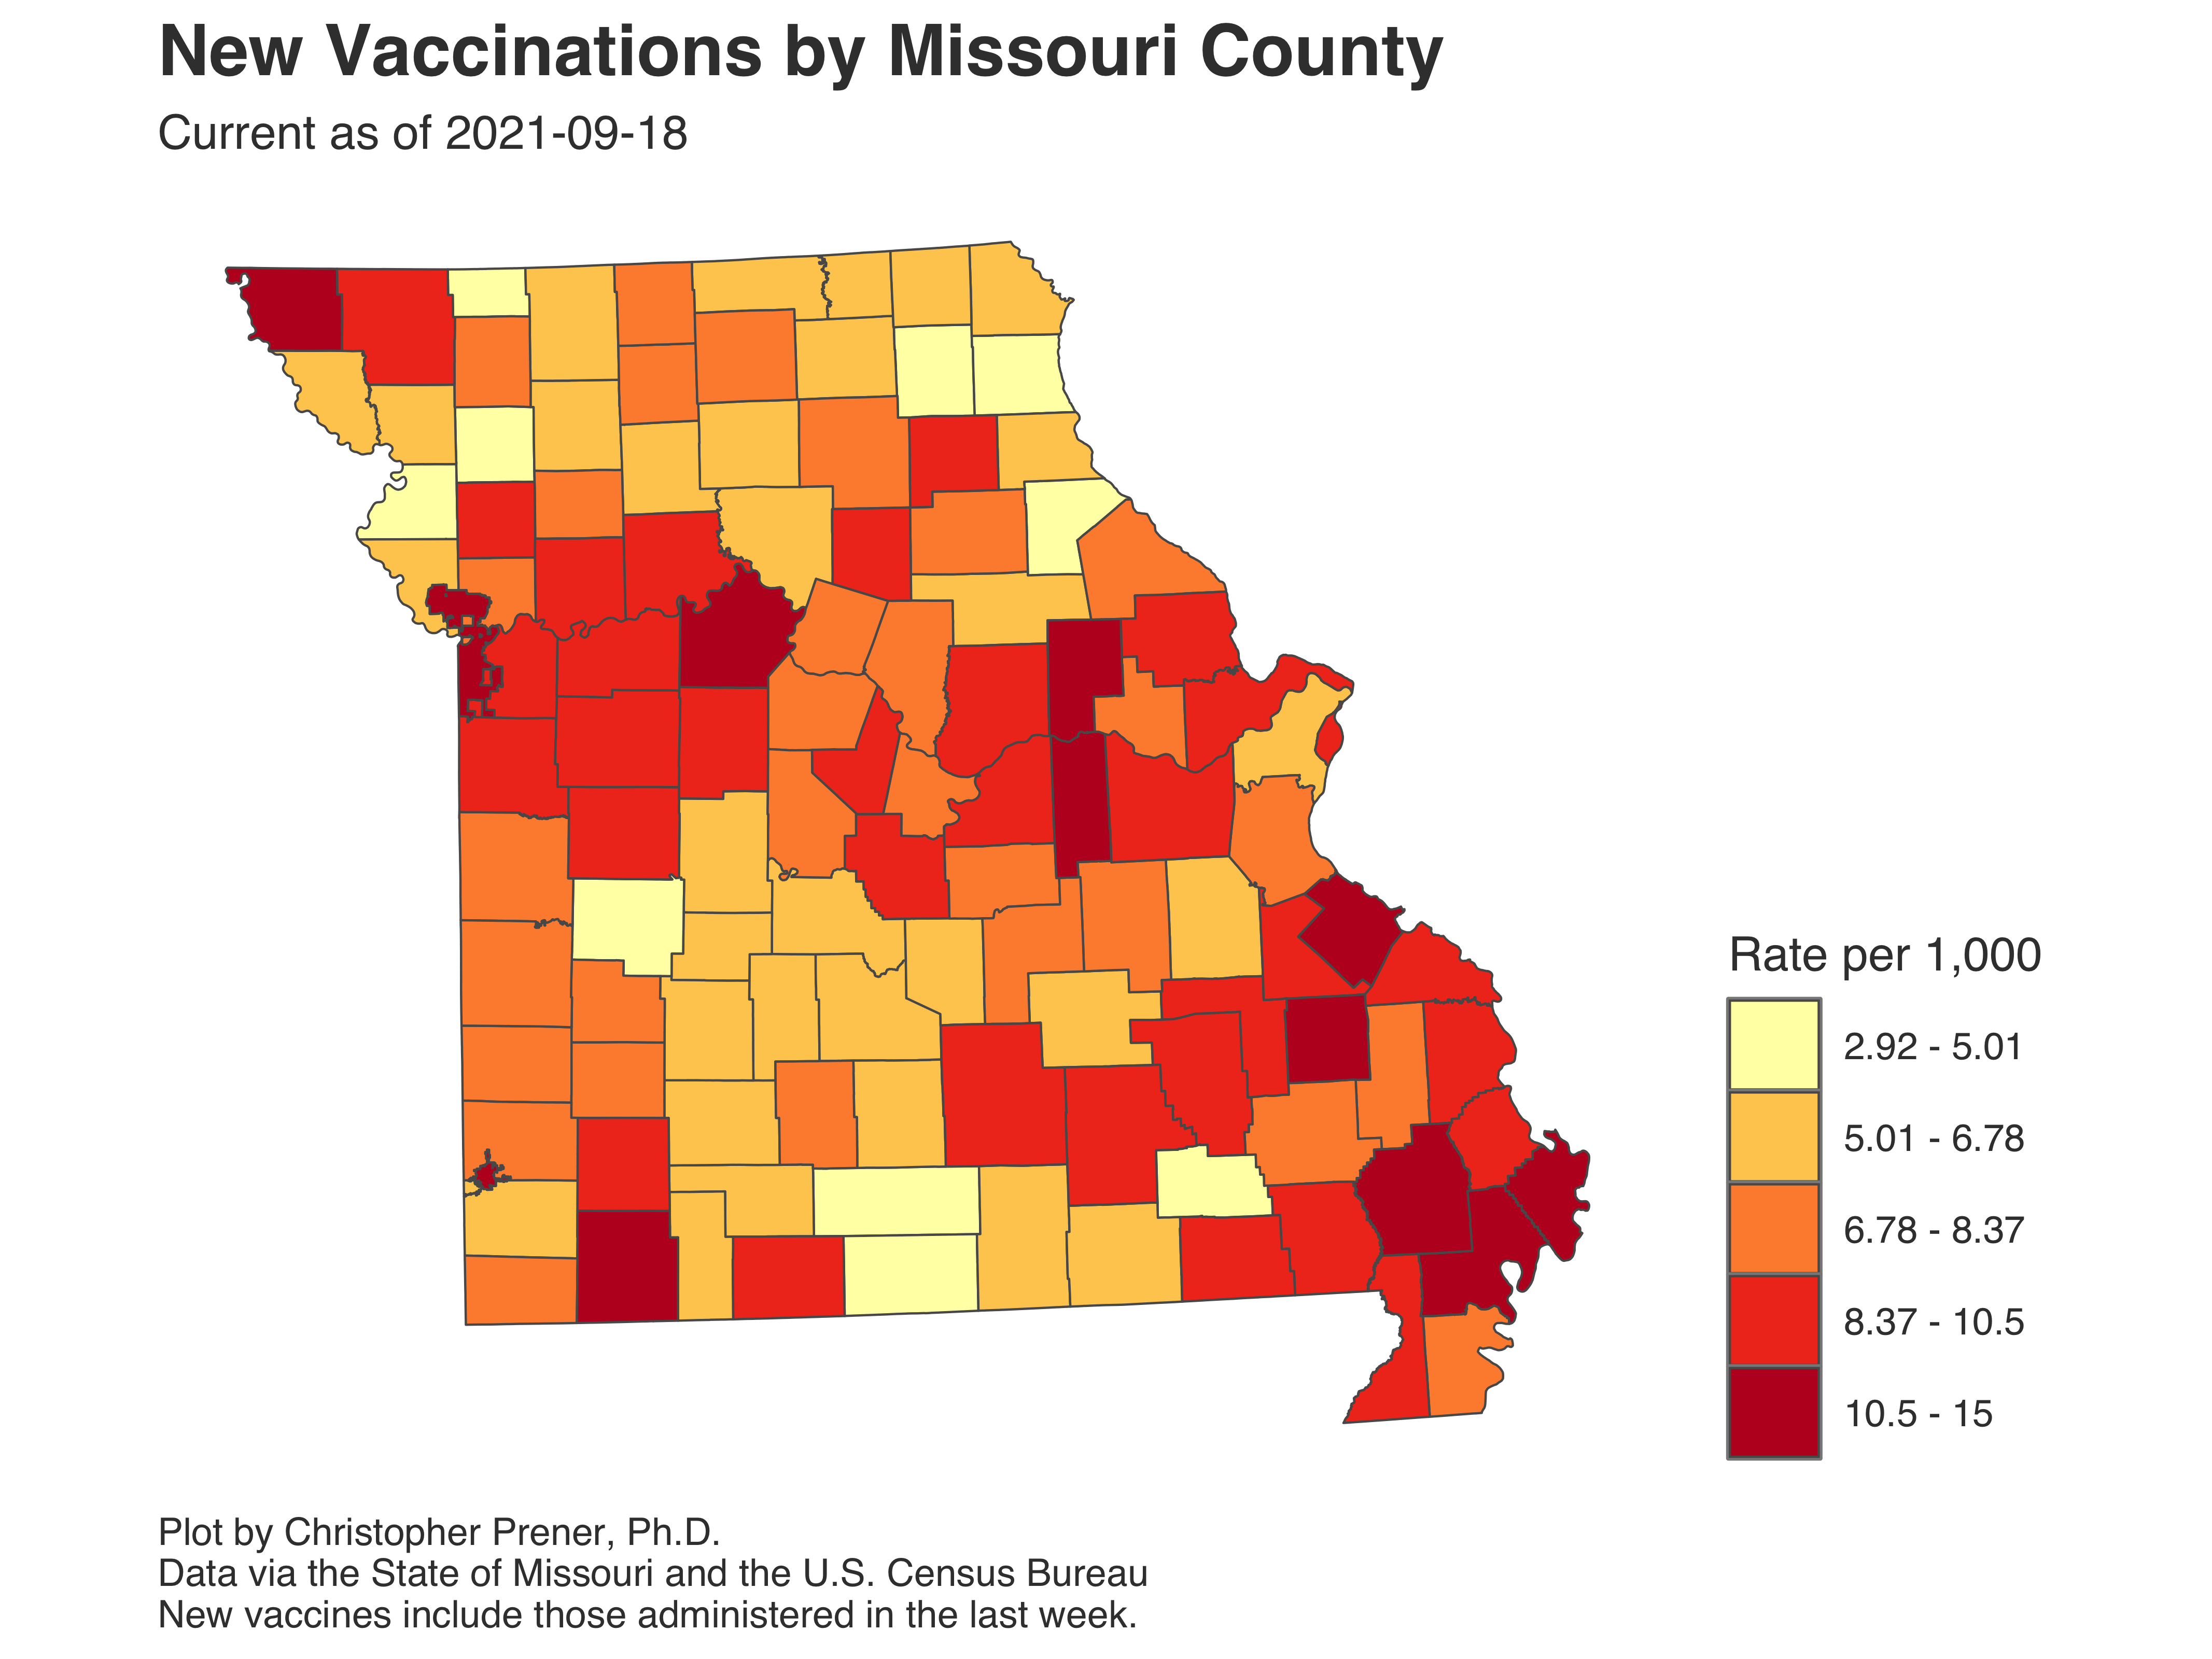 New Vaccinations by Missouri County
Current as of 2021-09-18
Rate per 1,000
2.92 - 5.01
5.01 - 6.78
6.78 - 8.37
8.37 - 10.5
10.5 - 15
Plot by Christopher Prener, Ph.D.
Data via the State of Missouri and the U.S. Census Bureau
New vaccines include those administered in the last week.